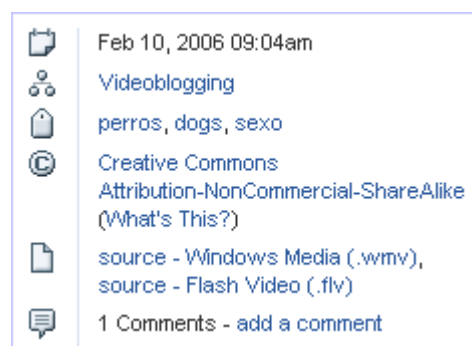 Feb 10, 2006 09:04am
Videoblogging
perros, dogs, sexo
©
Creative Commons
Attribution-NonCommercial-ShareAlike
(What's This?)
source - Windows Media (.wmv),
source - Flash Video (.flv)
1 Comments - add a comment